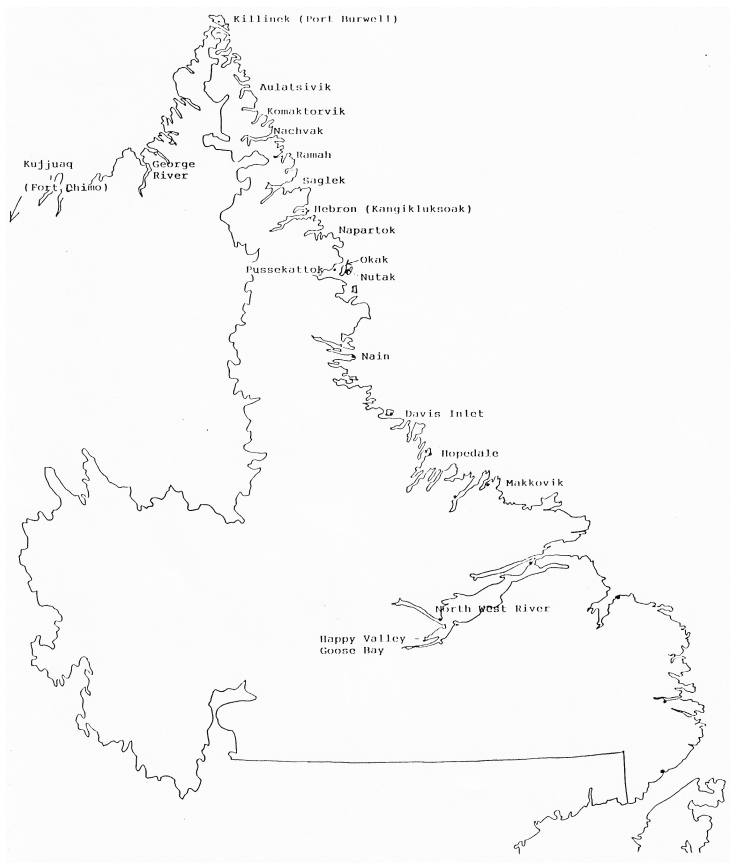 Killinek (Port Burwell)
Aulatsivik
Komaktorvik
Nachvak
Ramah
Kujjuaq
(Fort Chimo)
George
River
Saglek
Hebron (Kangikluksoak)
Napartok
Okak
Pussekattok
Nutak
Nain
Davis Inlet
Hopedale
Makkovik
North West River
Happy Valley -
Goose Bay